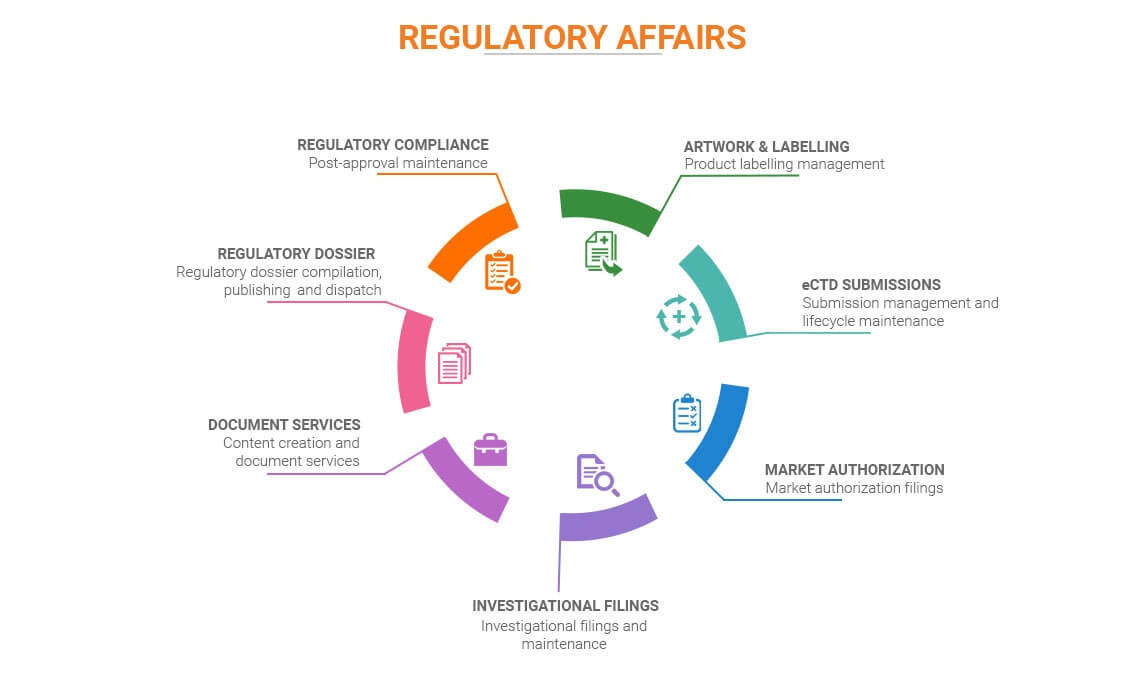 REGULATORY AFFAIRS
REGULATORY COMPLIANCE
Post-approval maintenance
ARTWORK & LABELLING
Product labelling management
REGULATORY DOSSIER
Regulatory dossier compilation,
publishing and dispatch
eCTD SUBMISSIONS
Submission management and
lifecycle maintenance
DOCUMENT SERVICES
Content creation and
document services
MARKET AUTHORIZATION
Market authorization filings
INVESTIGATIONAL FILINGS
Investigational filings and
maintenance